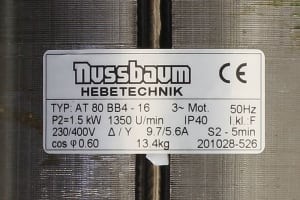 nussbaum CE
HEBETECHNIK
TYP: AT 80 BB4 - 16 3~ Mot. 50Hz
P2=1.5 kW 1350 U/min IP40 I.kl.:F
230/400V Δ / Y 9.7/5.6A S2 - 5min
cos φ 0.60 13.4kg 201028-526